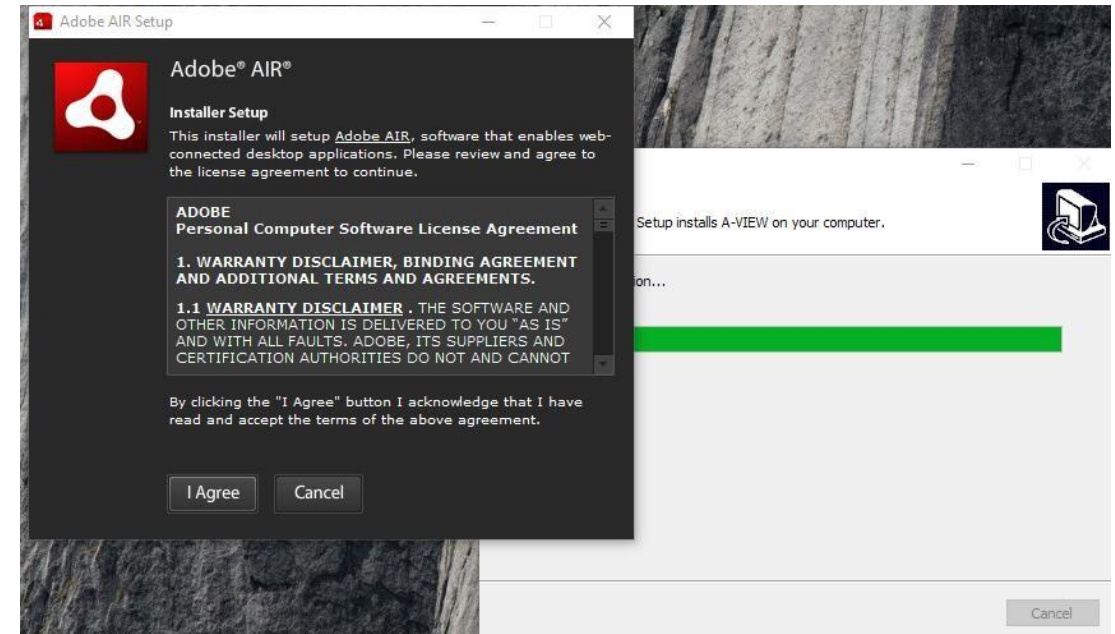 Adobe AIR Setup
Adobe® AIR®
Installer Setup
This installer will setup Adobe AIR, software that enables web-
connected desktop applications. Please review and agree to
the license agreement to continue.
ADOBE
Personal Computer Software License Agreement
1. WARRANTY DISCLAIMER, BINDING AGREEMENT
AND ADDITIONAL TERMS AND AGREEMENTS.
1.1 WARRANTY DISCLAIMER . THE SOFTWARE AND
OTHER INFORMATION IS DELIVERED TO YOU “AS IS”
AND WITH ALL FAULTS. ADOBE, ITS SUPPLIERS AND
CERTIFICATION AUTHORITIES DO NOT AND CANNOT
By clicking the "I Agree" button I acknowledge that I have
read and accept the terms of the above agreement.
I Agree
Cancel
Setup installs A-VIEW on your computer.
ion...
Cancel